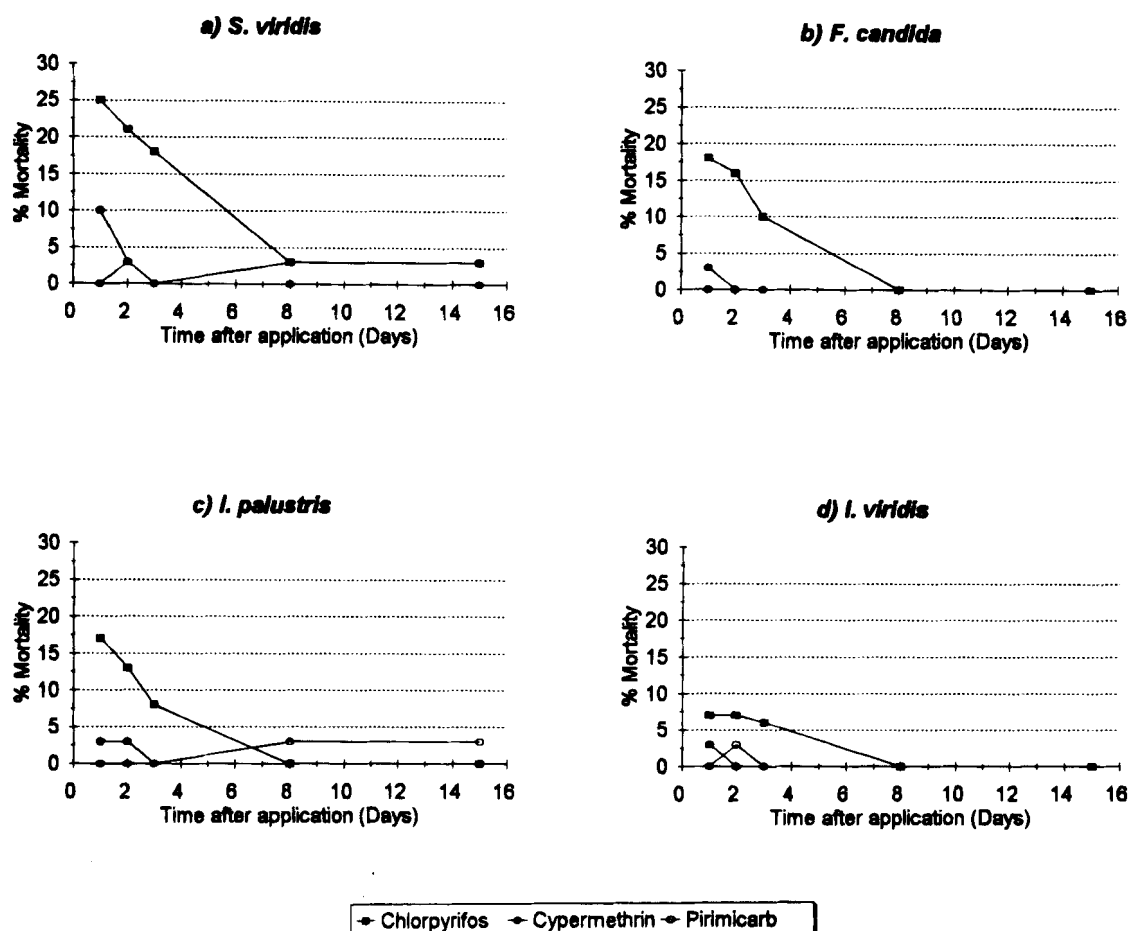 a) S. viridis
30
25
20
15
10
5
0
% Mortality
0 2 4 6 8 10 12 14 16
Time after application (Days)
b) F. candida
30
25
20
15
10
5
0
% Mortality
0 2 4 6 8 10 12 14 16
Time after application (Days)
c) I. palustris
30
25
20
15
10
5
0
% Mortality
0 2 4 6 8 10 12 14 16
Time after application (Days)
d) I. viridis
30
25
20
15
10
5
0
% Mortality
0 2 4 6 8 10 12 14 16
Time after application (Days)
Chlorpyrifos Cypermethrin Pirimicarb